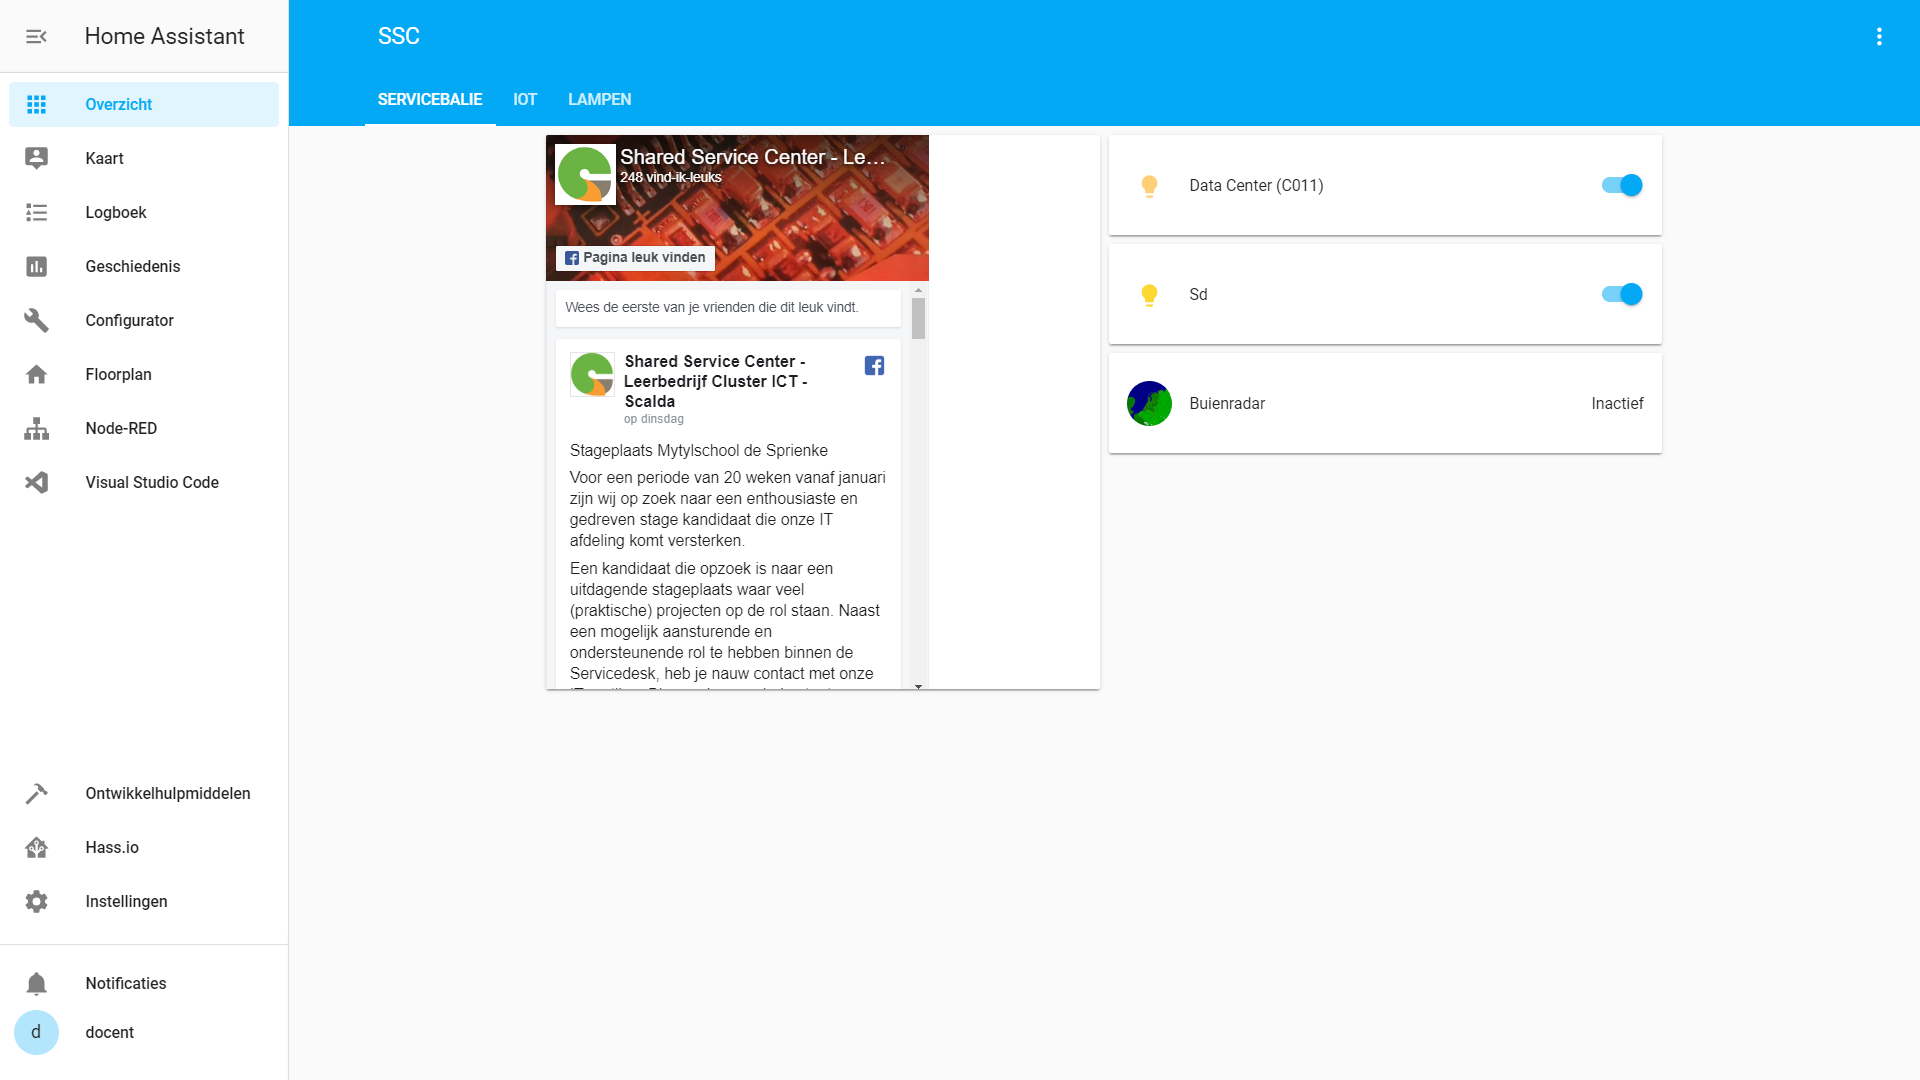 Home Assistant
Overzicht
Kaart
Logboek
Geschiedenis
Configurator
Floorplan
Node-RED
Visual Studio Code
Ontwikkelhulpmiddelen
Hass.io
Instellingen
Notificaties
d
docent
SSC
SERVICEBALIE
IOT
LAMPEN
Shared Service Center - Le...
248 vind-ik-leuks
Pagina leuk vinden
Wees de eerste van je vrienden die dit leuk vindt.
Shared Service Center -
Leerbedrijf Cluster ICT -
Scalda
op dinsdag
Stageplaats Mytylschool de Sprienke
Voor een periode van 20 weken vanaf januari
zijn wij op zoek naar een enthousiaste en
gedreven stage kandidaat die onze IT
afdeling komt versterken.
Een kandidaat die opzoek is naar een
uitdagende stageplaats waar veel
(praktische) projecten op de rol staan. Naast
een mogelijk aansturende en
ondersteunende rol te hebben binnen de
Servicedesk, heb je nauw contact met onze
Data Center (C011)
Sd
Buienradar
Inactief